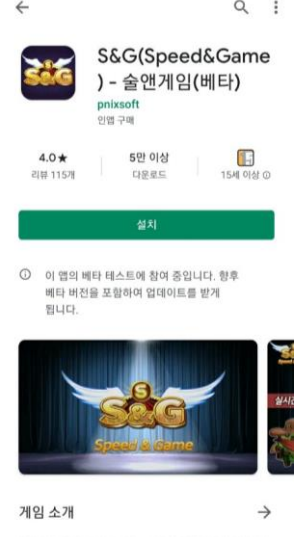 S&G
S&G(Speed&Game
) - 술앤게임(베타)
pnixsoft
인앱 구매
4.0★
리뷰 115개
5만 이상
다운로드
15
15세 이상 ⓘ
설치
ⓘ 이 앱의 베타 테스트에 참여 중입니다. 향후
베타 버전을 포함하여 업데이트를 받게
됩니다.
S
S&G
Speed & Game
실시간
게임 소개